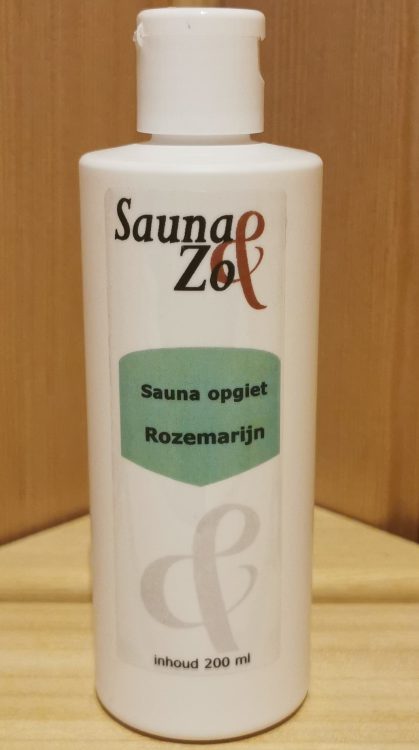 Sauna &
Zo
Sauna opgiet
Rozemarijn
&
inhoud 200 ml